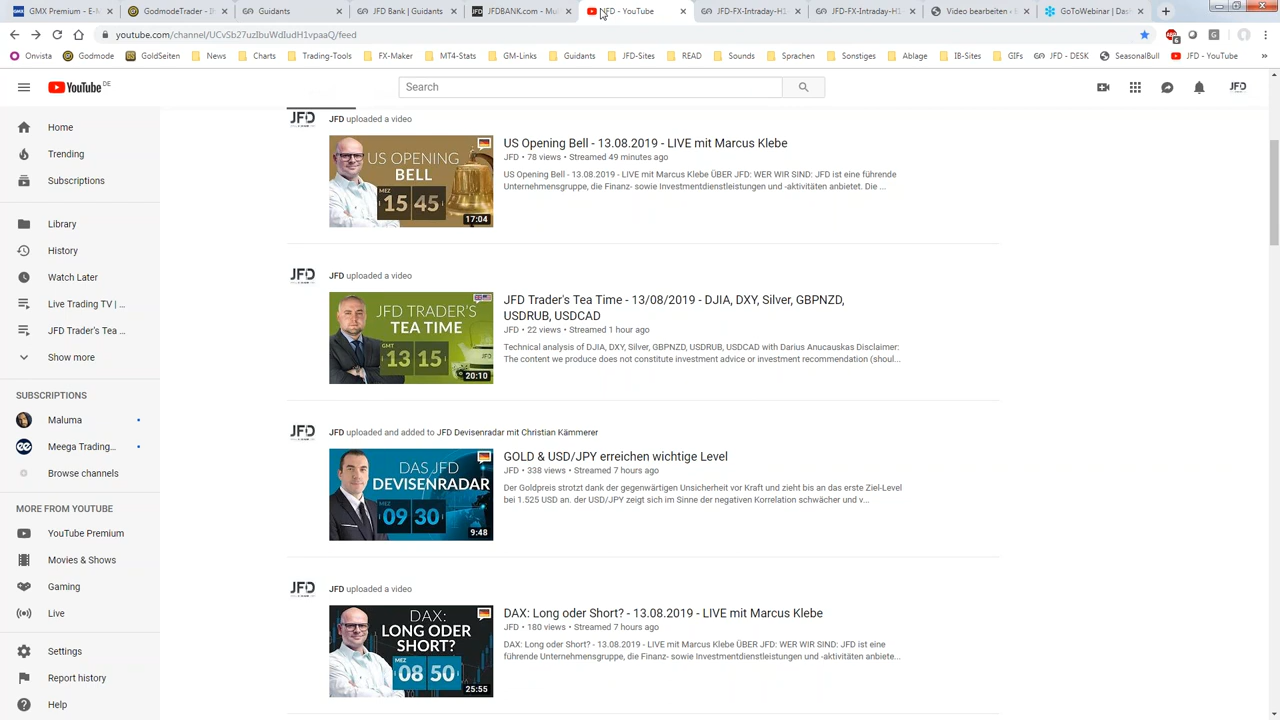 GMX Premium - E-M
GodmodeTrader - I
Guidants
JFD Bank | Guidants
JFDBANK.com - Mu
JFD - YouTube
JFD-FX-Intraday-H1
JFD-FX-Intraday-H1
Video bearbeiten -
GoToWebinar | Dash
youtube.com/channel/UCvSb27uzIbuWdIudH1vpaaQ/feed
Onvista
Godmode
GoldSeiten
News
Charts
Trading-Tools
FX-Maker
MT4-Stats
GM-Links
Guidants
JFD-Sites
READ
Sounds
Sprachen
Sonstiges
Ablage
IB-Sites
GIFs
JFD - DESK
SeasonalBull
JFD - YouTube
YouTube DE
Search
JFD
Home
Trending
Subscriptions
Library
History
Watch Later
Live Trading TV | ...
JFD Trader's Tea ...
Show more
SUBSCRIPTIONS
Maluma
Meega Trading...
Browse channels
MORE FROM YOUTUBE
YouTube Premium
Movies & Shows
Gaming
Live
Settings
Report history
Help
JFD
JFD uploaded a video
US OPENING
BELL
MEZ
15 45
17:04
US Opening Bell - 13.08.2019 - LIVE mit Marcus Klebe
JFD • 78 views • Streamed 49 minutes ago
US Opening Bell - 13.08.2019 - LIVE mit Marcus Klebe ÜBER JFD: WER WIR SIND: JFD ist eine führende
Unternehmensgruppe, die Finanz- sowie Investmentdienstleistungen und -aktivitäten anbietet. Die ...
JFD
JFD uploaded a video
JFD TRADER'S
TEA TIME
GMT
13 15
20:10
JFD Trader's Tea Time - 13/08/2019 - DJIA, DXY, Silver, GBPNZD,
USDRUB, USDCAD
JFD • 22 views • Streamed 1 hour ago
Technical analysis of DJIA, DXY, Silver, GBPNZD, USDRUB, USDCAD with Darius Anucauskas Disclaimer:
The content we produce does not constitute investment advice or investment recommendation (shoul...
JFD
JFD uploaded and added to JFD Devisenradar mit Christian Kämmerer
DAS JFD
DEVISENRADAR
MEZ
09 30
9:48
GOLD & USD/JPY erreichen wichtige Level
JFD • 338 views • Streamed 7 hours ago
Der Goldpreis strotzt dank der gegenwärtigen Unsicherheit vor Kraft und zieht bis an das erste Ziel-Level
bei 1.525 USD an. der USD/JPY zeigt sich im Sinne der negativen Korrelation schwächer und v...
JFD
JFD uploaded a video
DAX:
LONG ODER
SHORT?
MEZ
08 50
25:55
DAX: Long oder Short? - 13.08.2019 - LIVE mit Marcus Klebe
JFD • 180 views • Streamed 7 hours ago
DAX: Long oder Short? - 13.08.2019 - LIVE mit Marcus Klebe ÜBER JFD: WER WIR SIND: JFD ist eine
führende Unternehmensgruppe, die Finanz- sowie Investmentdienstleistungen und -aktivitäten anbiete...